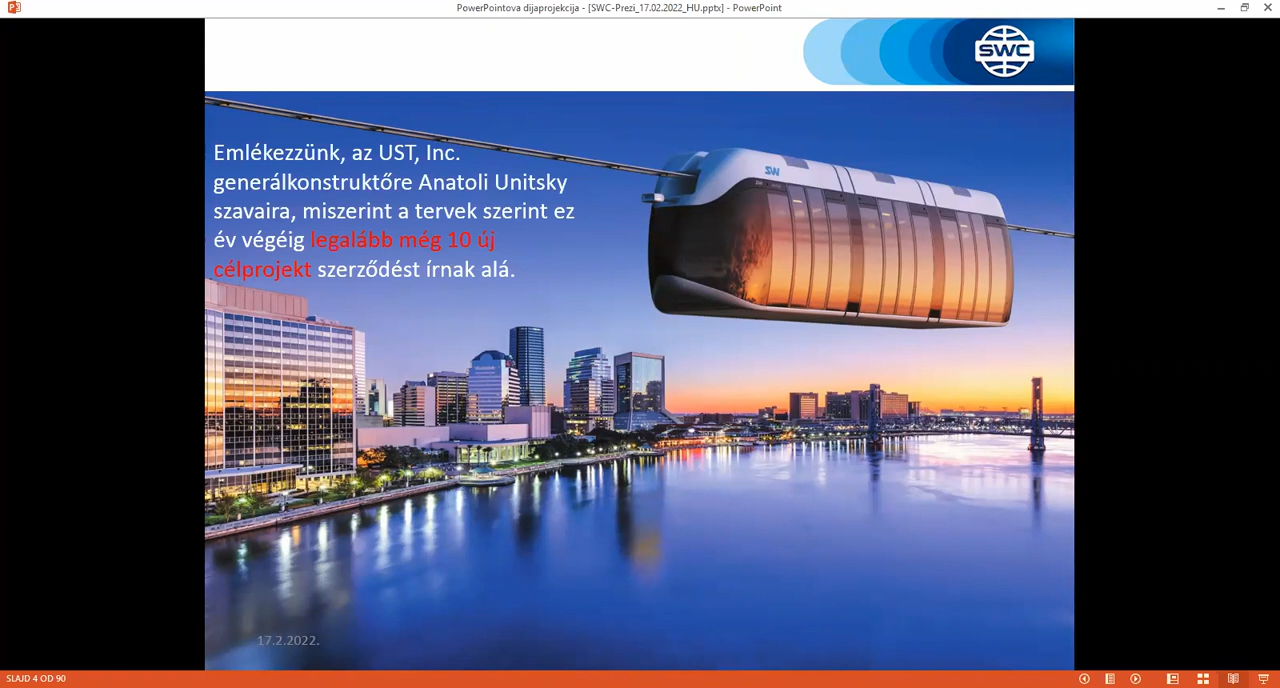 PowerPointova dijaprojekcija - [SWC-Prezi_17.02.2022_HU.pptx] - PowerPoint
SWC
SW
Emlékezzünk, az UST, Inc.
generálkonstruktőre Anatoli Unitsky
szavaira, miszerint a tervek szerint ez
év végéig legalább még 10 új
célprojekt szerződést írnak alá.
17.2.2022.
SLAJD 4 OD 90